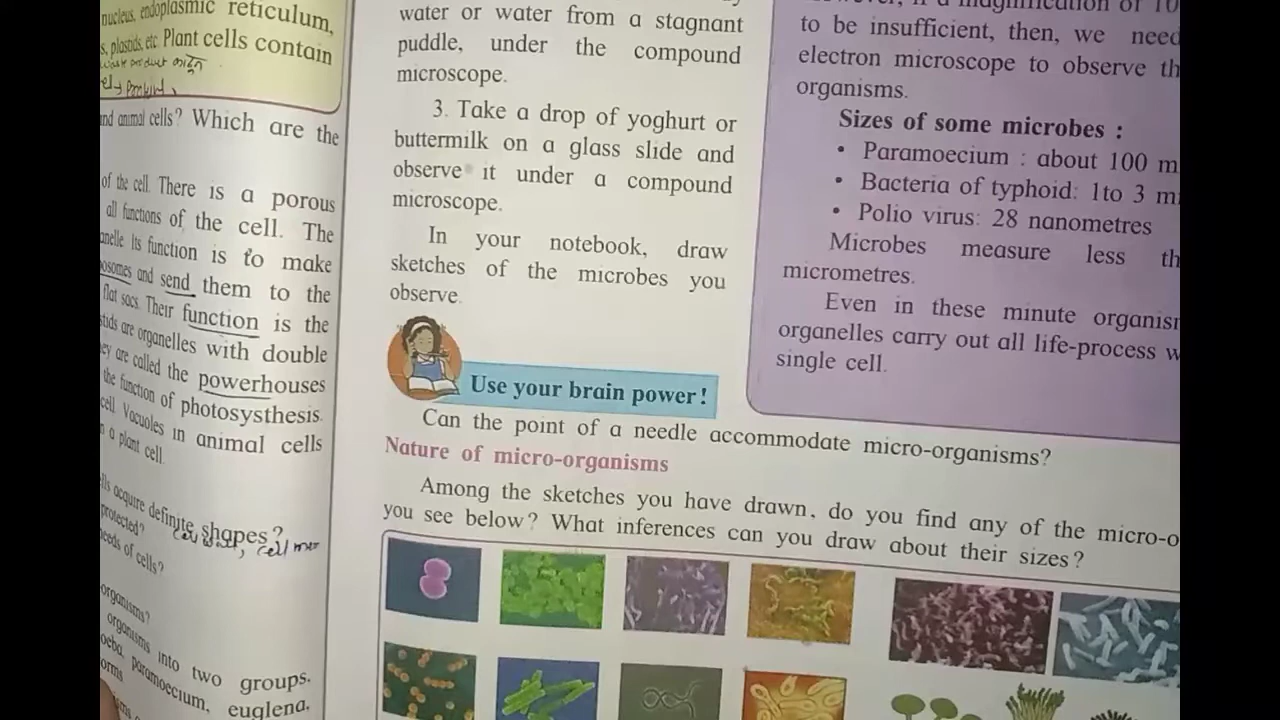 nucleus, endoplasmic reticulum,
s, plastids, etc. Plant cells contain
waste product
and animal cells? Which are the
of the cell. There is a porous
all functions of the cell. The
anelle Its function is to make
osomes and send them to the
flat sacs. Their function is the
stids are organelles with double
ey are called the powerhouses
the function of photosysthesis.
cell. Vacuoles in animal cells
n a plant cell.
lls acquire definite shapes?
protected?
needs of cells?
organisms?
organisms into two groups.
oeba, paramoecium, euglena,
orms
water or water from a stagnant
puddle, under the compound
microscope.
3. Take a drop of yoghurt or
buttermilk on a glass slide and
observe it under a compound
microscope.
In your notebook, draw
sketches of the microbes you
observe.
Use your brain power!
Can the point of a needle accommodate micro-organisms?
Nature of micro-organisms
Among the sketches you have drawn, do you find any of the micro-o
you see below? What inferences can you draw about their sizes?
However, if a magnification of 10
to be insufficient, then, we need
electron microscope to observe th
organisms.
Sizes of some microbes :
• Paramoecium : about 100 m
• Bacteria of typhoid: 1to 3 m
• Polio virus: 28 nanometres
Microbes measure less th
micrometres.
Even in these minute organism
organelles carry out all life-process w
single cell.